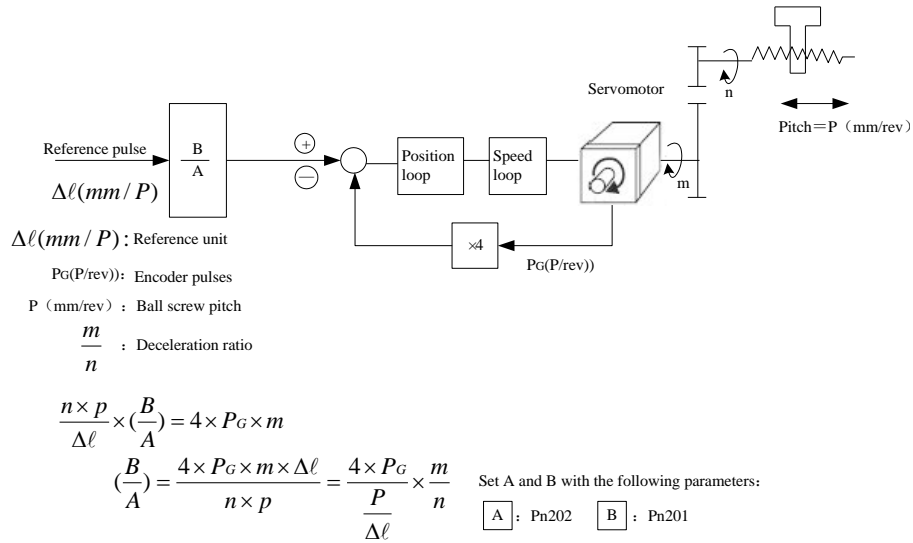 Servomotor
n
Pitch＝P（mm/rev）
Reference pulse
B
A
+
−
Position
loop
Speed
loop
m
Δℓ(mm/P)
×4
PG(P/rev))
Δℓ(mm/P)：Reference unit
PG(P/rev))：Encoder pulses
P（mm/rev）：Ball screw pitch
m/n ：Deceleration ratio
(n×p)/Δℓ×(B/A)=4×PG×m
(B/A)=(4×PG×m×Δℓ)/(n×p)=(4×PG)/(P/Δℓ)×m/n
Set A and B with the following parameters：
A：Pn202 B：Pn201